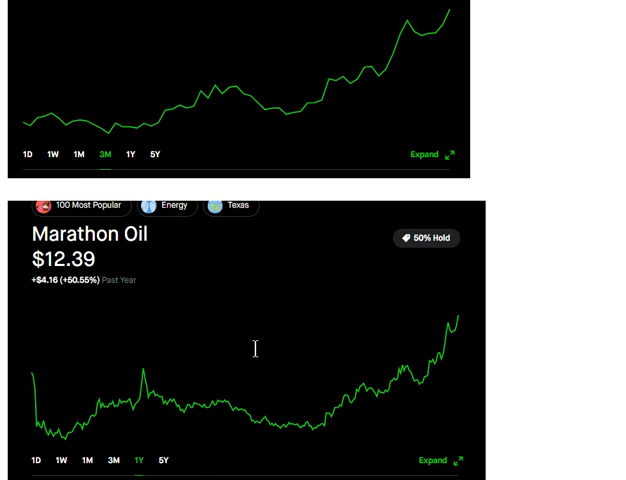 1D 1W 1M 3M 1Y 5Y Expand
100 Most Popular Energy Texas
Marathon Oil
50% Hold
$12.39
+$4.16 (+50.55%) Past Year
1D 1W 1M 3M 1Y 5Y Expand